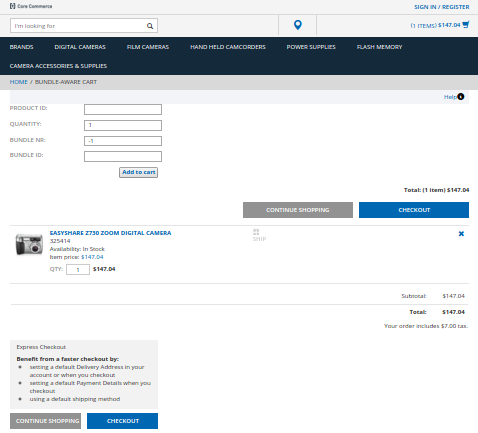 Core Commerce
SIGN IN / REGISTER
I'm looking for
(1 ITEMS) $147.04
BRANDS DIGITAL CAMERAS FILM CAMERAS HAND HELD CAMCORDERS POWER SUPPLIES FLASH MEMORY
CAMERA ACCESSORIES & SUPPLIES
HOME / BUNDLE-AWARE CART
Help
PRODUCT ID:
QUANTITY: 1
BUNDLE NR: -1
BUNDLE ID:
Add to cart
Total: (1 item) $147.04
CONTINUE SHOPPING CHECKOUT
EASYSHARE Z730 ZOOM DIGITAL CAMERA
325414
Availability: In Stock
Item price: $147.04
QTY: 1 $147.04
SHIP
Subtotal: $147.04
Total: $147.04
Your order includes $7.00 tax.
Express Checkout
Benefit from a faster checkout by:
setting a default Delivery Address in your
account or when you checkout
setting a default Payment Details when you
checkout
using a default shipping method
CONTINUE SHOPPING CHECKOUT